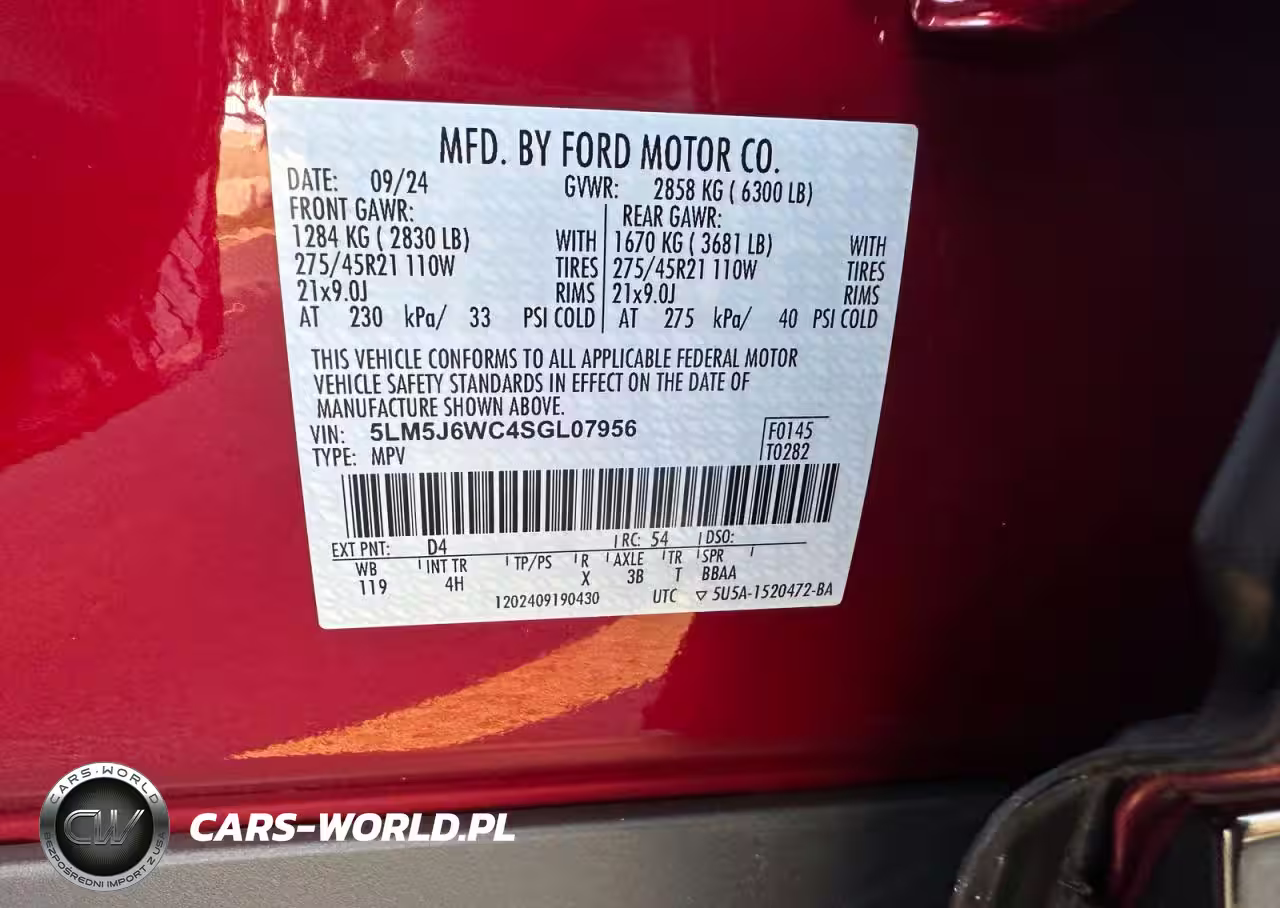 MFD. BY FORD MOTOR CO.
DATE: 09/24 GVWR: 2858 KG ( 6300 LB)
FRONT GAWR: REAR GAWR:
1284 KG ( 2830 LB) WITH 1670 KG ( 3681 LB) WITH
275/45R21 110W TIRES 275/45R21 110W TIRES
21x9.0J RIMS 21x9.0J RIMS
AT 230 kPa/ 33 PSI COLD AT 275 kPa/ 40 PSI COLD
THIS VEHICLE CONFORMS TO ALL APPLICABLE FEDERAL MOTOR
VEHICLE SAFETY STANDARDS IN EFFECT ON THE DATE OF
MANUFACTURE SHOWN ABOVE.
VIN: 5LM5J6WC4SGL07956 F0145
TYPE: MPV T0282
EXT PNT: D4 RC: 54 DSO:
WB INT TR TP/PS R AXLE TR SPR
119 4H X 3B T BBAA
1202409190430 UTC ▽ 5U5A-1520472-BA
CARS-WORLD
CW
BEZPOŚREDNI IMPORT Z USA
CARS-WORLD.PL